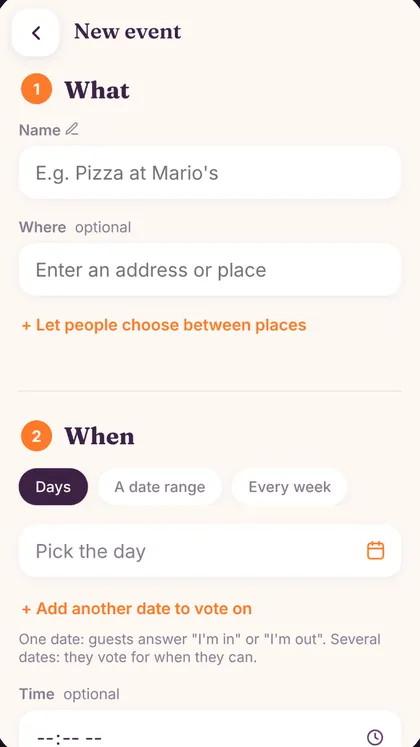 New event
1 What
Name
E.g. Pizza at Mario's
Where optional
Enter an address or place
+ Let people choose between places
2 When
Days A date range Every week
Pick the day
+ Add another date to vote on
One date: guests answer "I'm in" or "I'm out". Several
dates: they vote for when they can.
Time optional
--:-- --